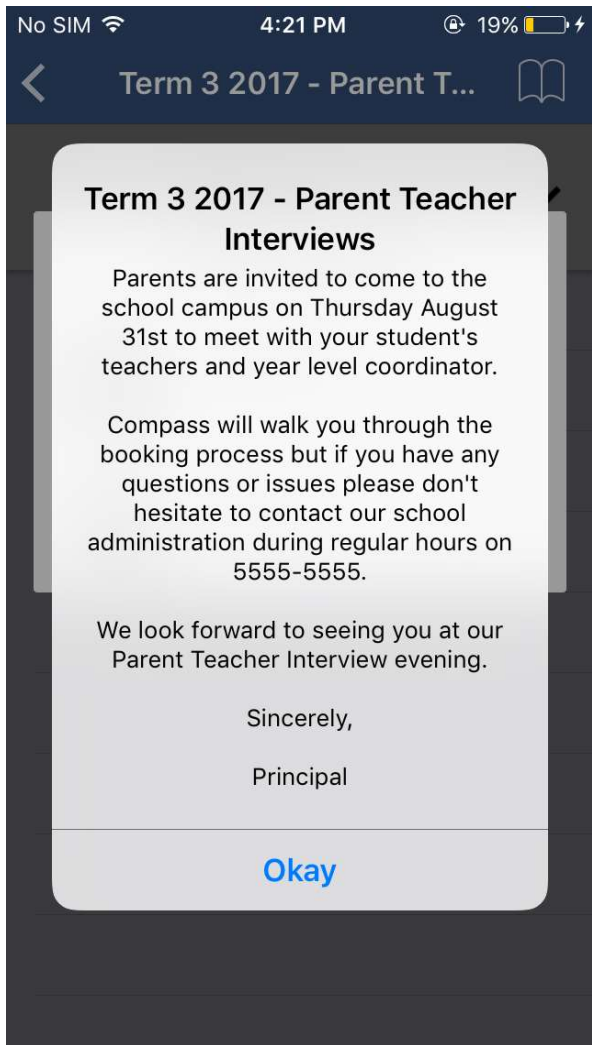 No SIM 4:21 PM 19%
Term 3 2017 - Parent T...
Term 3 2017 - Parent Teacher
Interviews
Parents are invited to come to the
school campus on Thursday August
31st to meet with your student's
teachers and year level coordinator.
Compass will walk you through the
booking process but if you have any
questions or issues please don't
hesitate to contact our school
administration during regular hours on
5555-5555.
We look forward to seeing you at our
Parent Teacher Interview evening.
Sincerely,
Principal
Okay